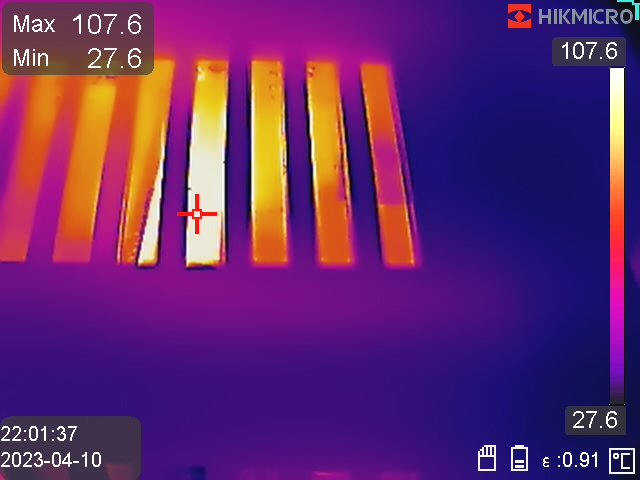 Max 107.6
Min 27.6
HIKMICRO
107.6
27.6
22:01:37
2023-04-10
ε :0.91 °C